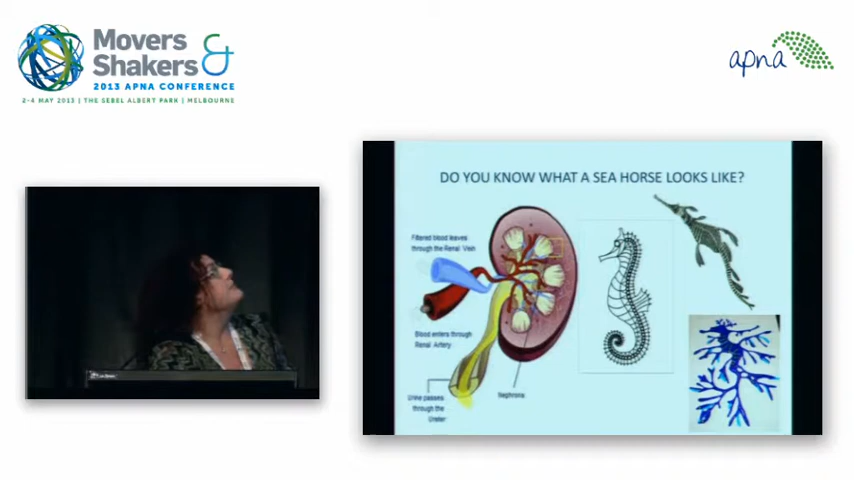 Movers
Shakers &
2013 APNA CONFERENCE
2-4 MAY 2013 | THE SEBEL ALBERT PARK | MELBOURNE
apna
DO YOU KNOW WHAT A SEA HORSE LOOKS LIKE?
Filtered blood leaves
through the Renal Vein
Blood enters through
Renal Artery
Urine passes
through the
Ureter
Nephrons